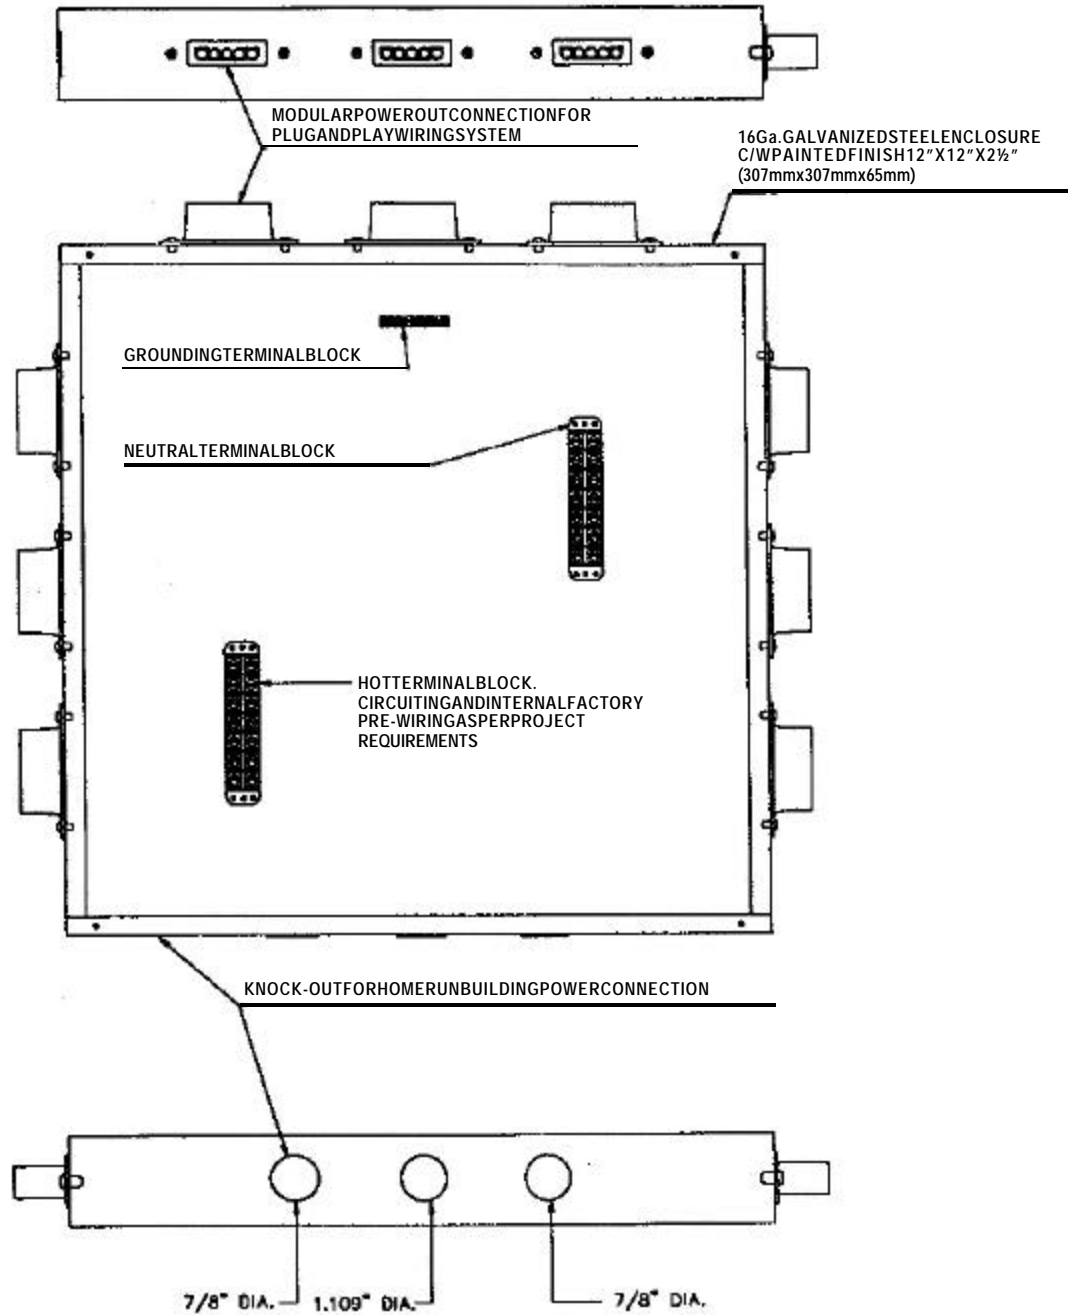 MODULARPOWEROUTCONNECTIONFOR
PLUGANDPLAYWIRINGSYSTEM
16Ga.GALVANIZEDSTEELENCLOSURE
C/WPAINTEDFINISH12"X12"X2½"
(307mmx307mmx65mm)
GROUNDINGTERMINALBLOCK
NEUTRALTERMINALBLOCK
HOTTERMINALBLOCK.
CIRCUITINGANDINTERNALFACTORY
PRE-WIRINGASPERPROJECT
REQUIREMENTS
KNOCK-OUTFORHOMERUNBUILDINGPOWERCONNECTION
7/8" DIA. 1.109" DIA. 7/8" DIA.